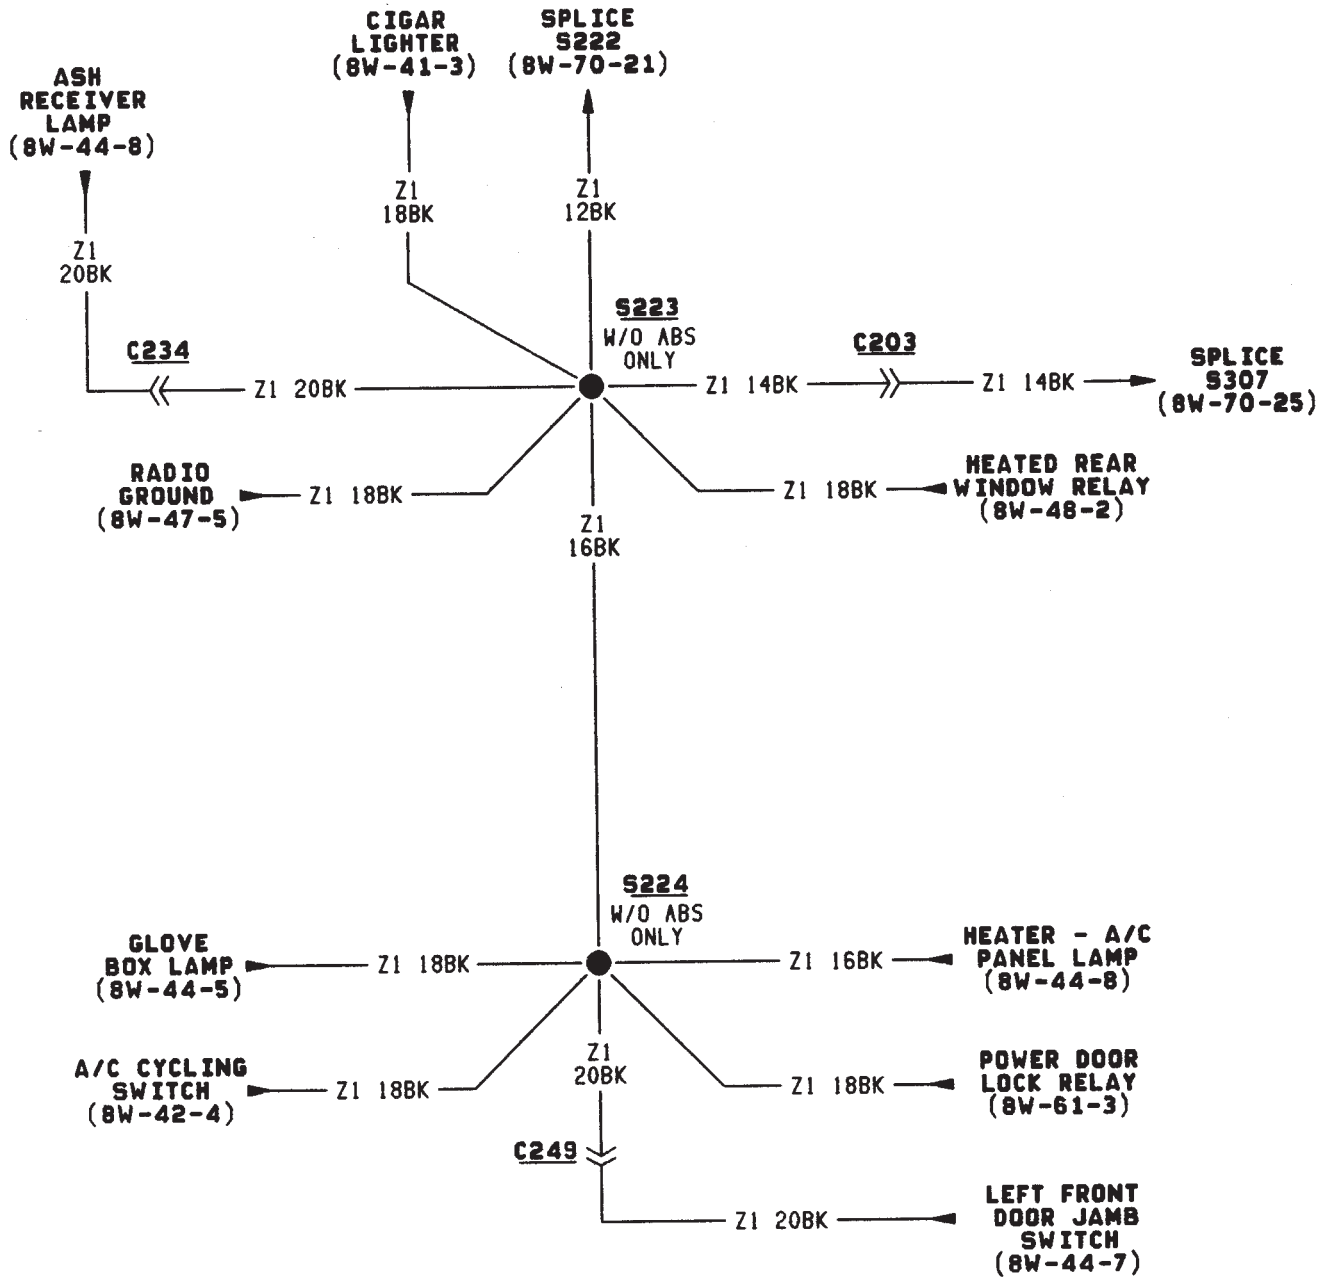 CIGAR
LIGHTER
(8W-41-3)
SPLICE
S222
(8W-70-21)
ASH
RECEIVER
LAMP
(8W-44-8)
Z1
18BK
Z1
12BK
Z1
20BK
S223
W/O ABS
ONLY
C234
C203
Z1 20BK
Z1 14BK
Z1 14BK
SPLICE
S307
(8W-70-25)
RADIO
GROUND
(8W-47-5)
Z1 18BK
Z1 18BK
HEATED REAR
WINDOW RELAY
(8W-48-2)
Z1
16BK
S224
W/O ABS
ONLY
GLOVE
BOX LAMP
(8W-44-5)
Z1 18BK
Z1 16BK
HEATER - A/C
PANEL LAMP
(8W-44-8)
A/C CYCLING
SWITCH
(8W-42-4)
Z1 18BK
Z1
20BK
Z1 18BK
POWER DOOR
LOCK RELAY
(8W-61-3)
C249
Z1 20BK
LEFT FRONT
DOOR JAMB
SWITCH
(8W-44-7)